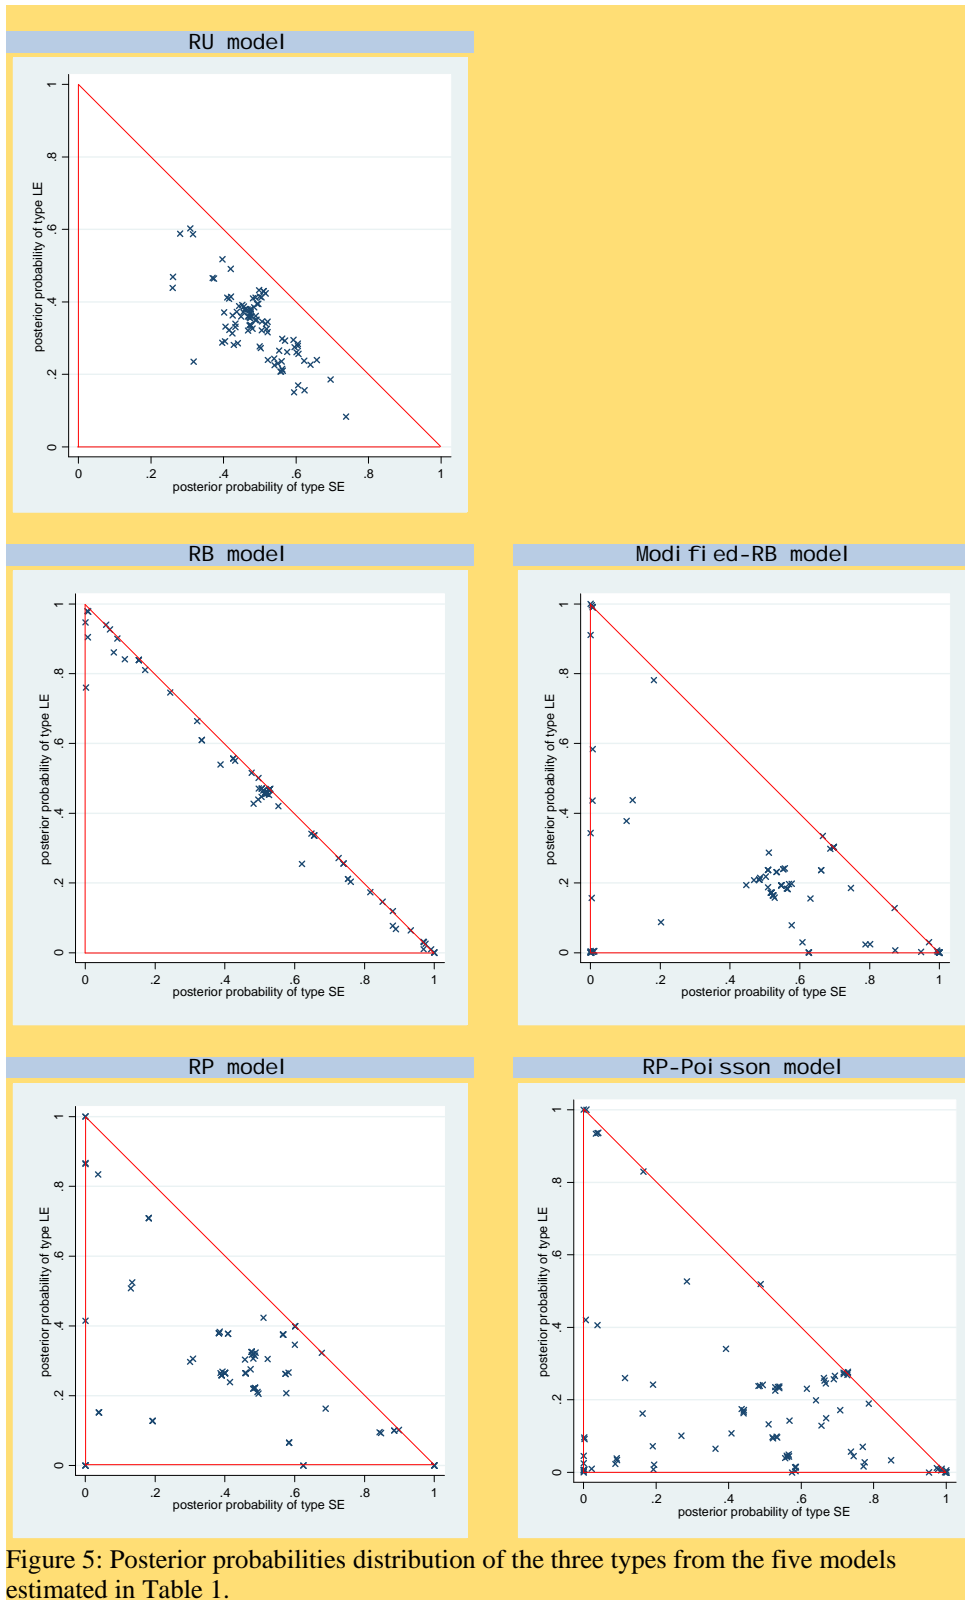 RU model
posterior probability of type LE
1
.8
.6
.4
.2
0
0 .2 .4 .6 .8 1
posterior probability of type SE
RB model
posterior probability of type LE
1
.8
.6
.4
.2
0
0 .2 .4 .6 .8 1
posterior probability of type SE
Modified-RB model
posterior probability of type LE
1
.8
.6
.4
.2
0
0 .2 .4 .6 .8 1
posterior proability of type SE
RP model
posterior probability of type LE
1
.8
.6
.4
.2
0
0 .2 .4 .6 .8 1
posterior probability of type SE
RP-Poisson model
posterior probability of type LE
1
.8
.6
.4
.2
0
0 .2 .4 .6 .8 1
posterior probability of type SE
Figure 5: Posterior probabilities distribution of the three types from the five models
estimated in Table 1.